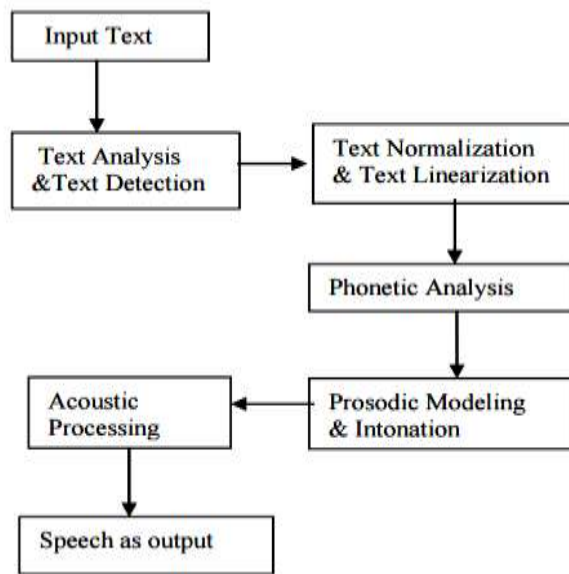 Input Text
Text Analysis
&Text Detection
Text Normalization
& Text Linearization
Phonetic Analysis
Prosodic Modeling
& Intonation
Acoustic
Processing
Speech as output